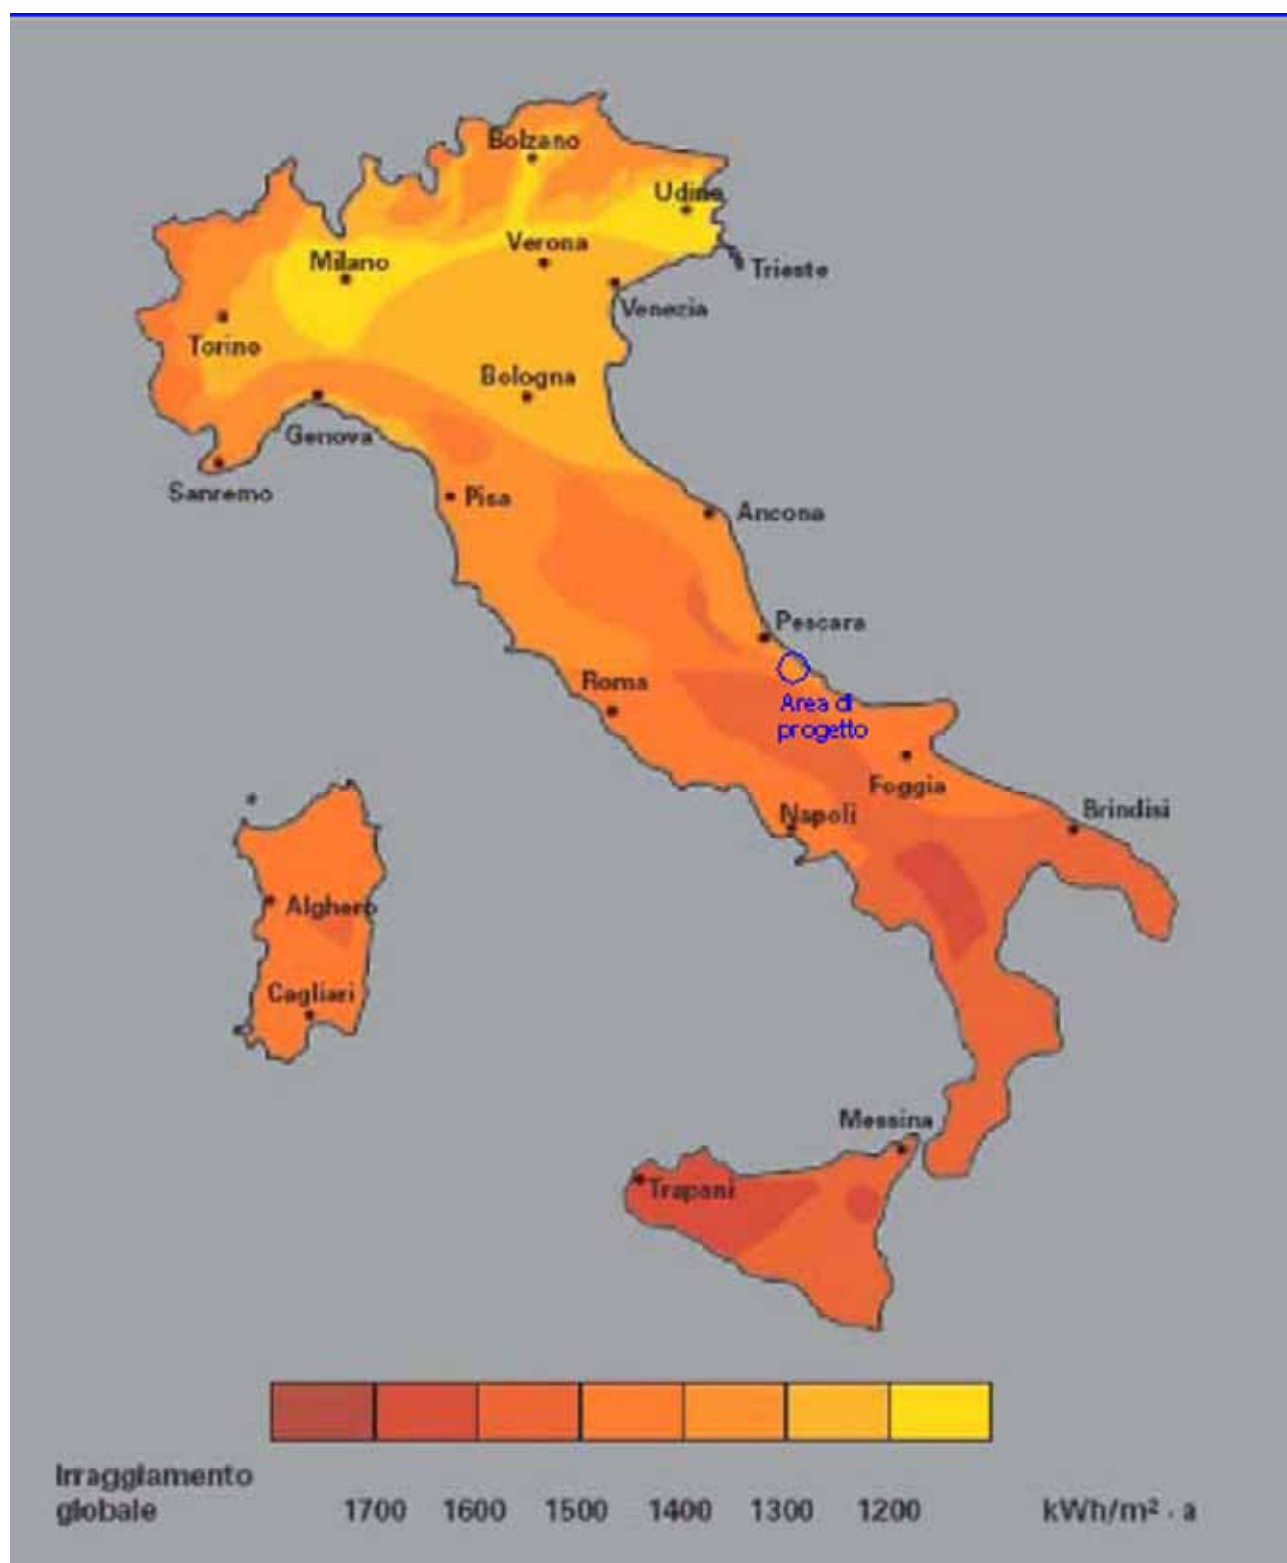 Bolzano
Udine
Verona
Milano
Trieste
Venezia
Torino
Bologna
Genova
Sanremo
Pisa
Ancona
Pescara
Roma
Area di
progetto
Foggia
Napoli
Brindisi
Alghero
Cagliari
Messina
Trapani
Irraggiamento
globale 1700 1600 1500 1400 1300 1200 kWh/m² · a